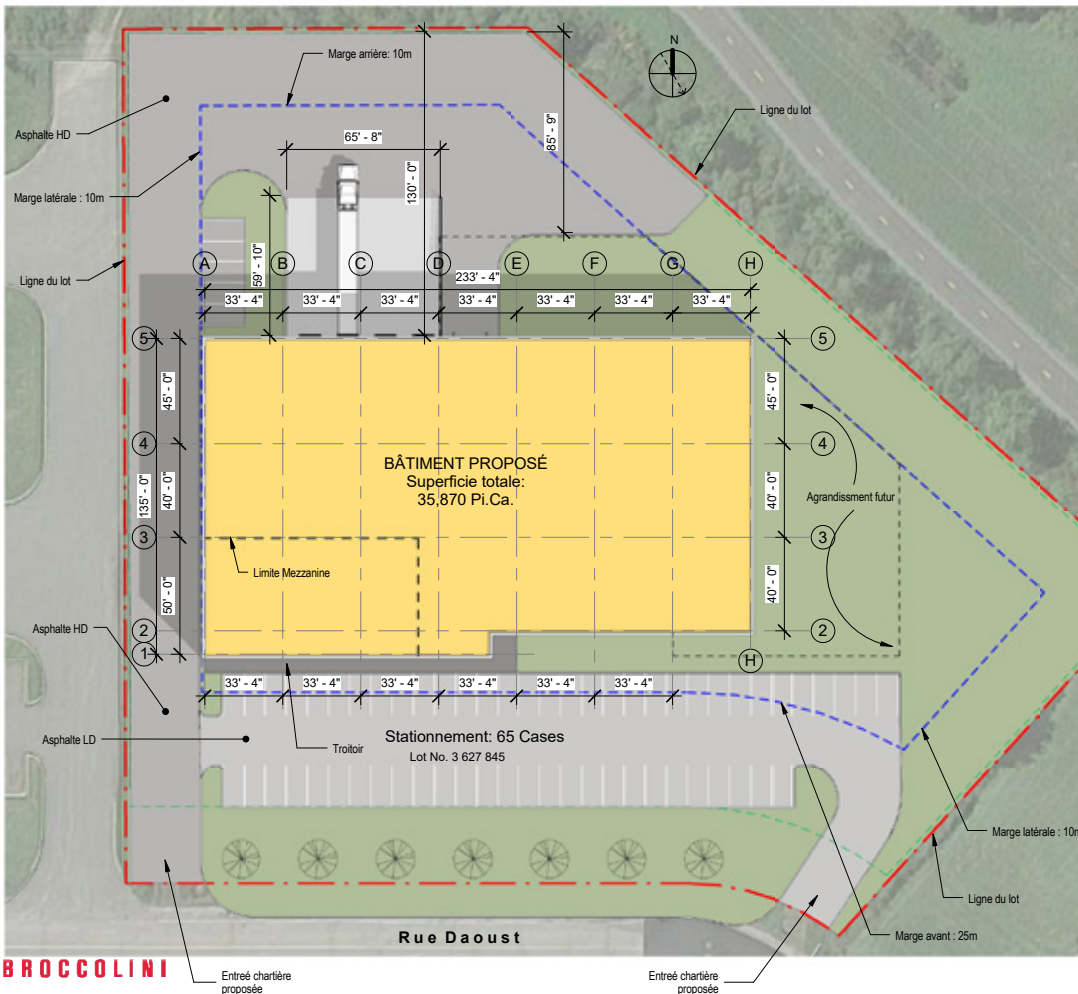 Marge arrière: 10m
N
Ligne du lot
Asphalte HD
65' - 8"
130' - 0"
85' - 9"
Marge latérale : 10m
59' - 10"
Ligne du lot
A
B
C
D
E
F
G
H
233' - 4"
33' - 4"
33' - 4"
33' - 4"
33' - 4"
33' - 4"
33' - 4"
33' - 4"
5
5
45' - 0"
45' - 0"
4
4
BÂTIMENT PROPOSÉ
Superficie totale:
35,870 Pi.Ca.
135' - 0"
40' - 0"
40' - 0"
Agrandissment futur
3
3
Limite Mezzanine
50' - 0"
40' - 0"
Asphalte HD
2
2
1
H
33' - 4"
33' - 4"
33' - 4"
33' - 4"
33' - 4"
33' - 4"
Asphalte LD
Troitoir
Stationnement: 65 Cases
Lot No. 3 627 845
Marge latérale : 10m
Ligne du lot
Marge avant : 25m
Rue Daoust
BROCCOLINI
Entreé chartière
proposée
Entreé chartière
proposée